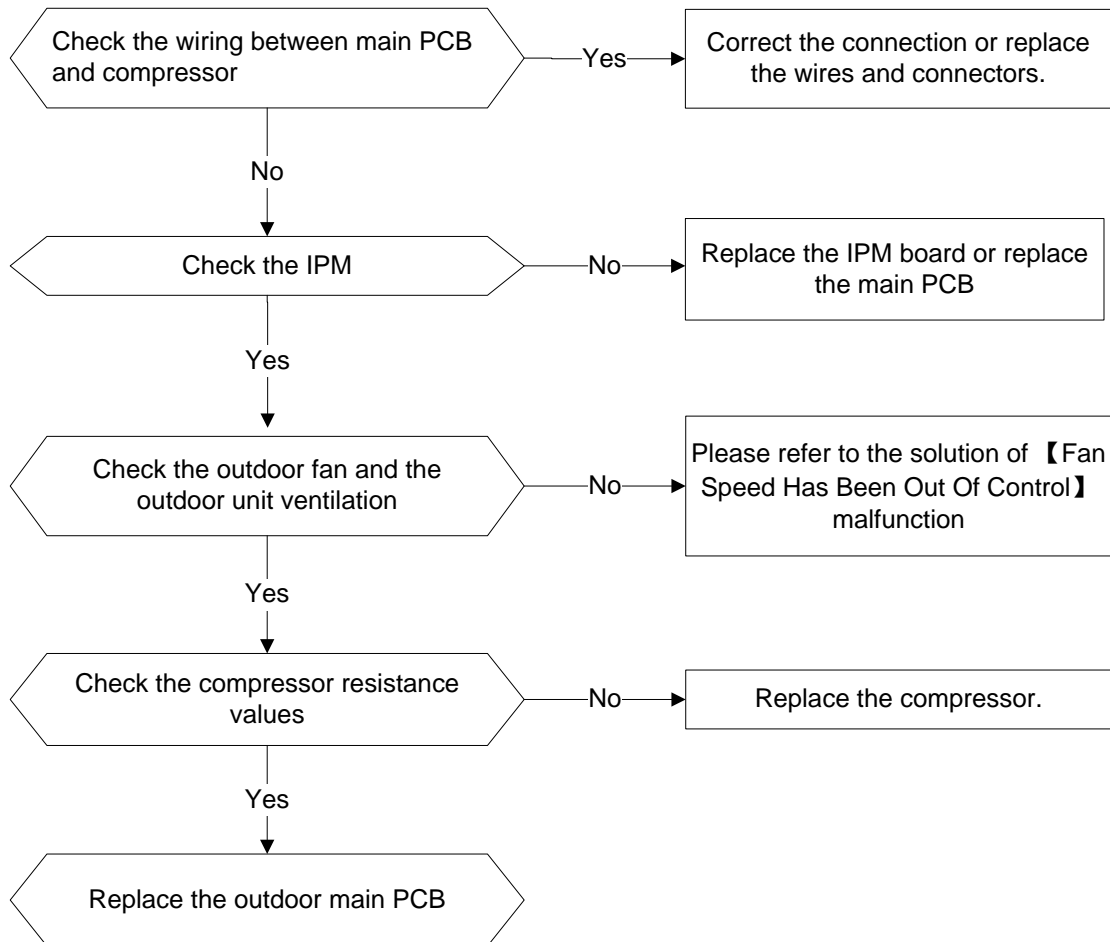 Check the wiring between main PCB
and compressor
Yes
Correct the connection or replace
the wires and connectors.
No
Check the IPM
No
Replace the IPM board or replace
the main PCB
Yes
Check the outdoor fan and the
outdoor unit ventilation
No
Please refer to the solution of 【Fan
Speed Has Been Out Of Control】
malfunction
Yes
Check the compressor resistance
values
No
Replace the compressor.
Yes
Replace the outdoor main PCB